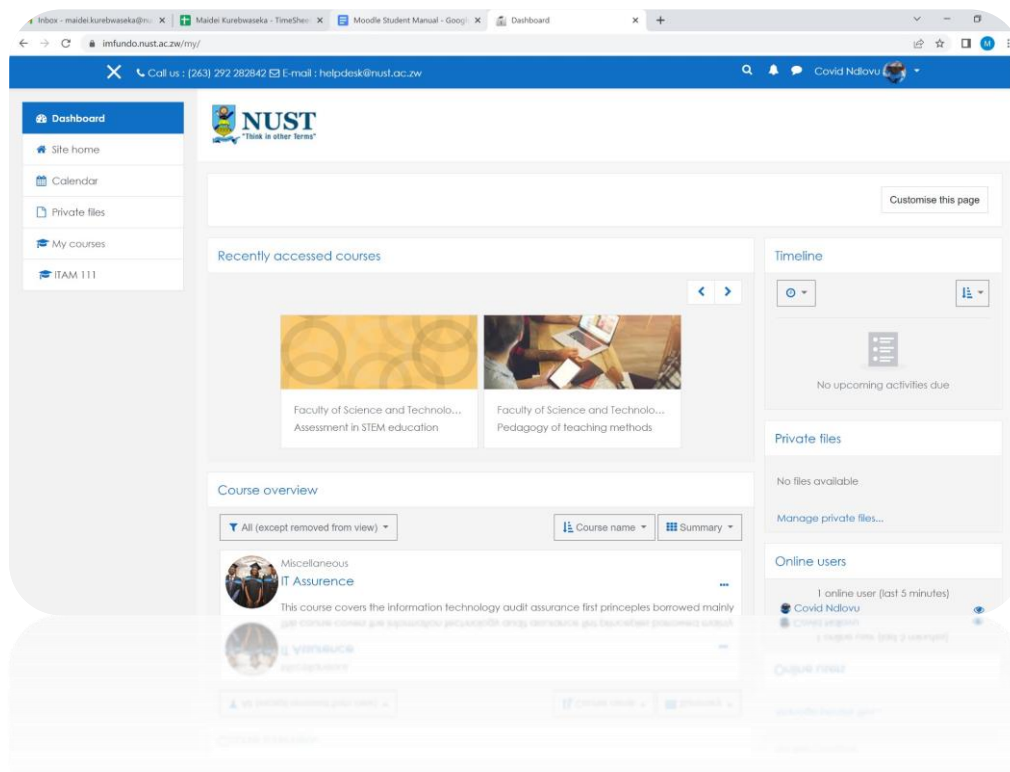 Inbox - maidei.kurebwaseka@nu
Maidei Kurebwaseka - TimeShee
Moodle Student Manual - Googl
Dashboard
imfundo.nust.ac.zw/my/
M
Call us : (263) 292 282842 E-mail : helpdesk@nust.ac.zw
Covid Ndlovu
Dashboard
Site home
Calendar
Private files
My courses
ITAM 111
NUST
"Think in other Terms"
Customise this page
Recently accessed courses
Faculty of Science and Technolo...
Assessment in STEM education
Faculty of Science and Technolo...
Pedagogy of teaching methods
Timeline
No upcoming activities due
Private files
No files available
Manage private files...
Course overview
All (except removed from view)
Course name
Summary
Miscellaneous
IT Assurence
This course covers the information technology audit assurance first princeples borrowed mainly
Online users
1 online user (last 5 minutes)
Covid Ndlovu